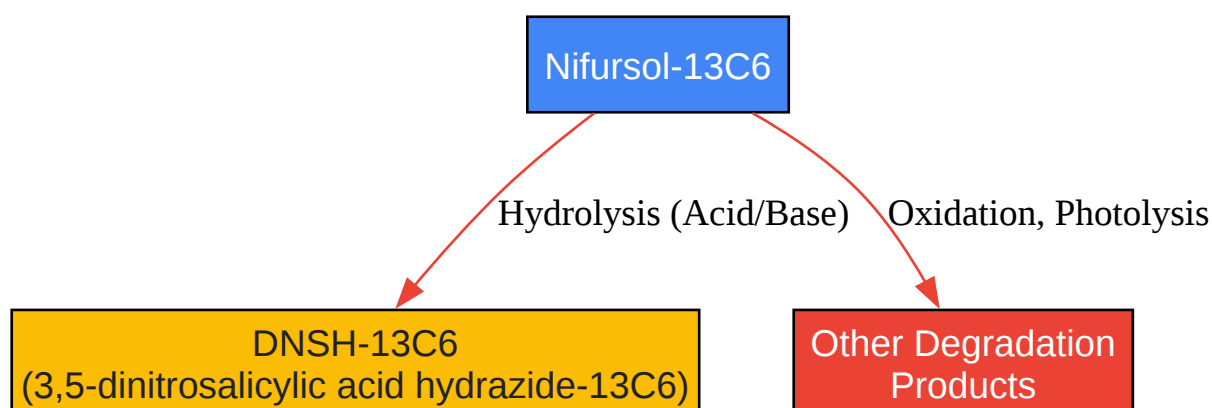 Nifursol-13C6
Hydrolysis (Acid/Base)
Oxidation, Photolysis
DNSH-13C6
(3,5-dinitrosalicylic acid hydrazide-13C6)
Other Degradation
Products